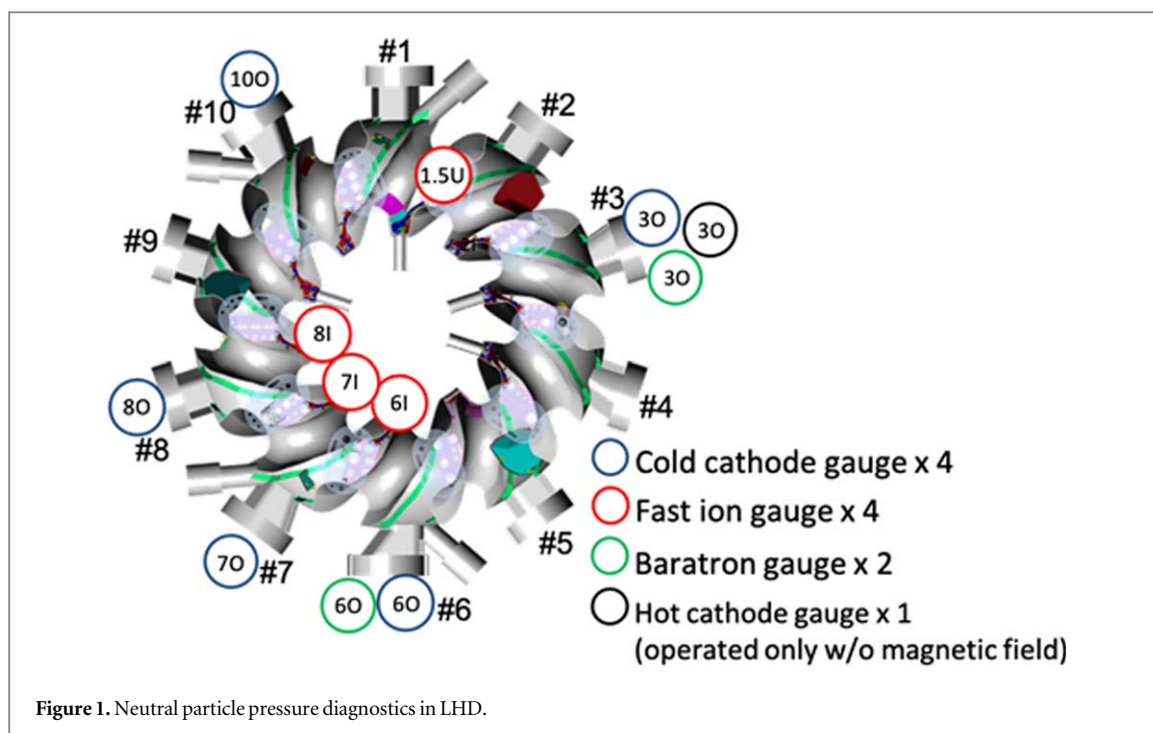 #1
10O
#10
#2
1.5U
#3
3O
3O
3O
#9
8I
7I
6I
#4
8O
#8
Cold cathode gauge x 4
Fast ion gauge x 4
#5
7O
#7
Baratron gauge x 2
6O
6O
#6
Hot cathode gauge x 1
(operated only w/o magnetic field)
Figure 1. Neutral particle pressure diagnostics in LHD.